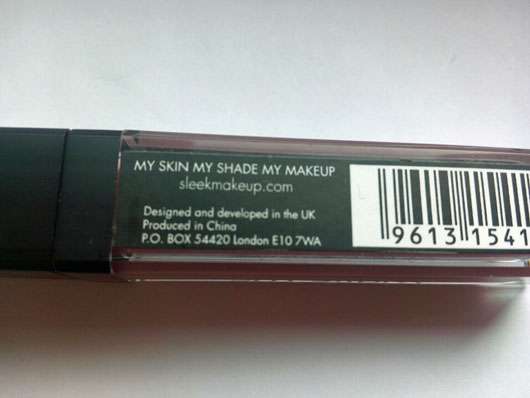 MY SKIN MY SHADE MY MAKEUP
sleekmakeup.com
Designed and developed in the UK
Produced in China
P.O. BOX 54420 London E10 7WA
9613 1541